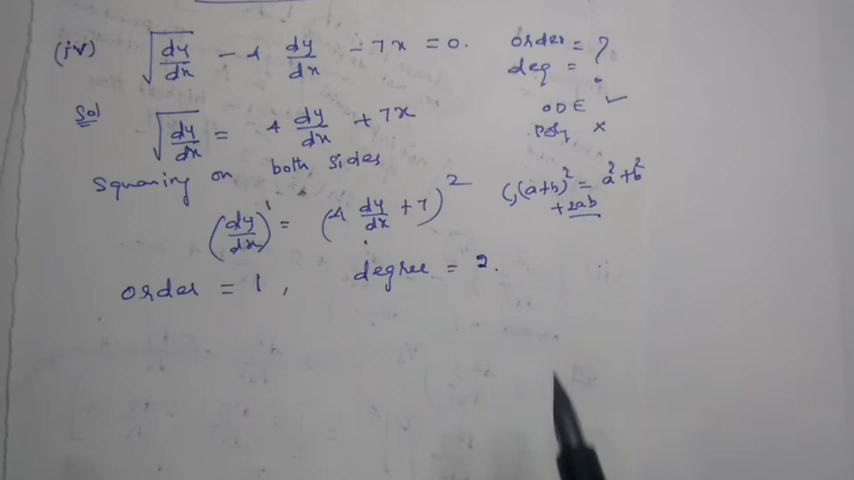 (iv) √dy/dx - 4 dy/dx - 7x = 0. order = ?
deg = ?
Sol √dy/dx = 4 dy/dx + 7x ODE ✓
Poly ×
Squaring on both sides
(dy/dx)¹ = (4 dy/dx + 7)² (a+b)² = a² + b²
+2ab
order = 1, degree = 2.